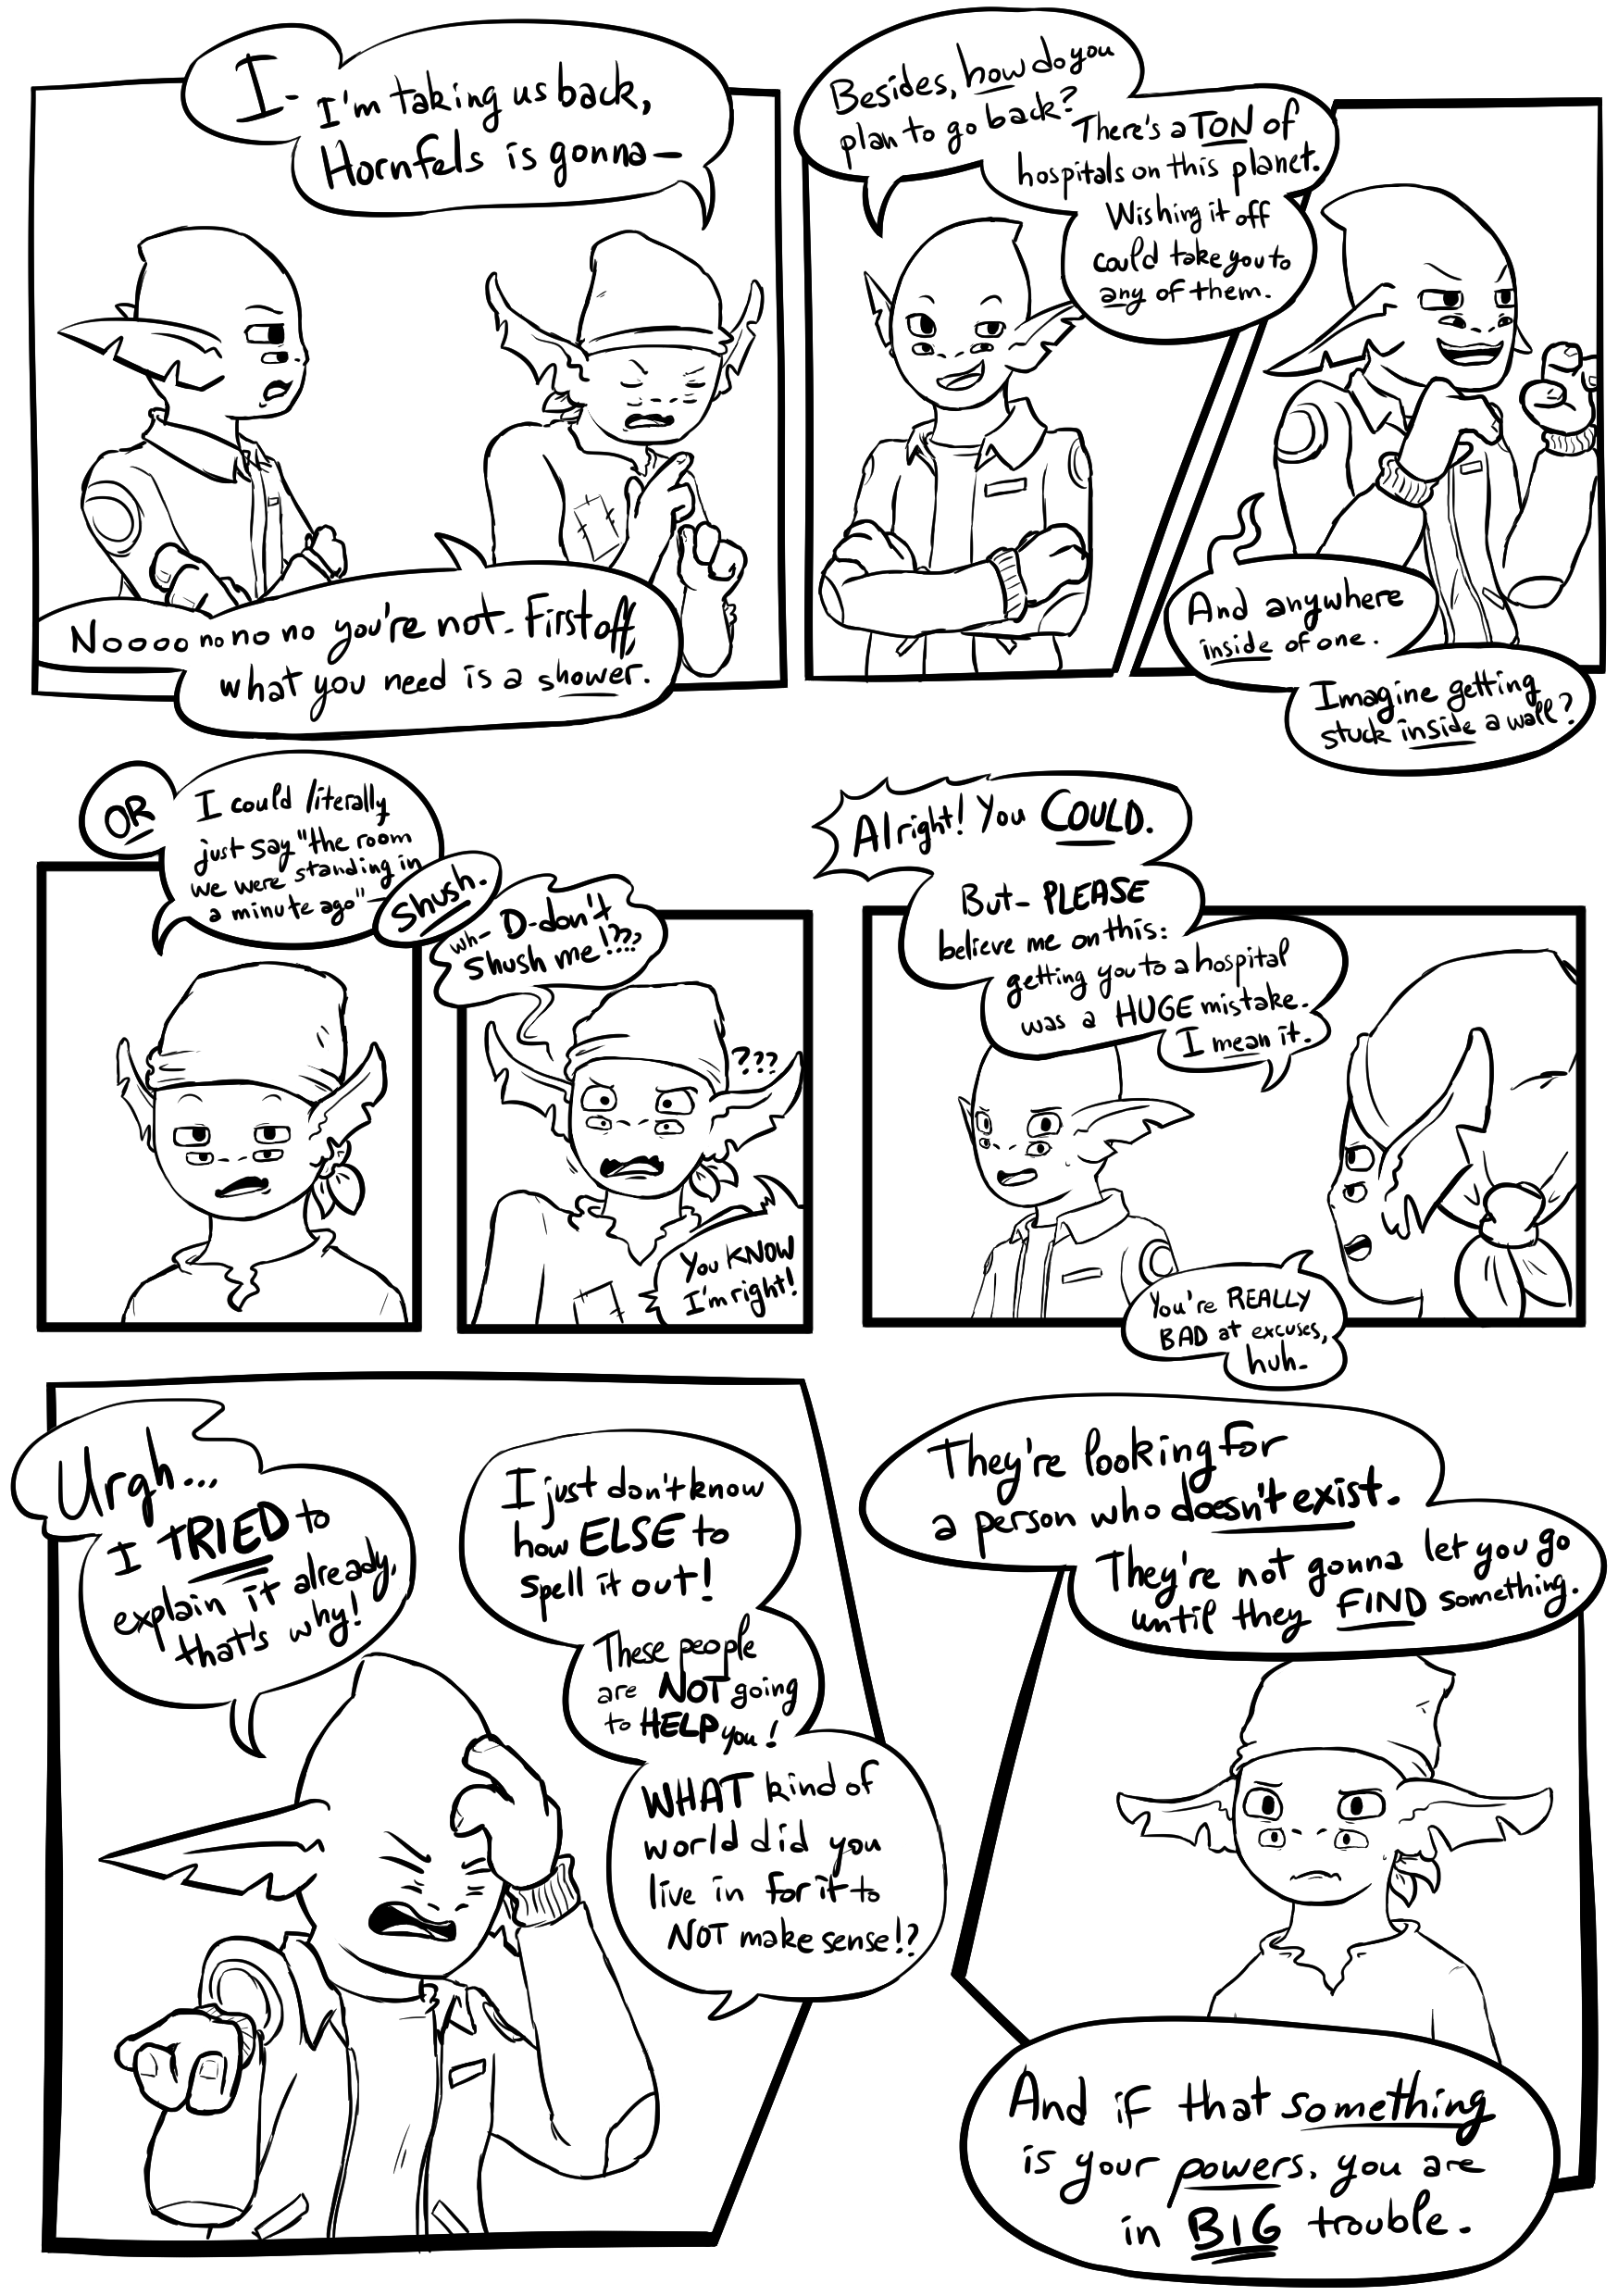 I-
I'm taking us back,
Hornfels is gonna—
Noooo no no no you're not. First off,
what you need is a shower.
Besides, how do you
plan to go back?
There's a TON of
hospitals on this planet.
Wishing it off
could take you to
any of them.
And anywhere
inside of one.
Imagine getting
stuck inside a wall?
OR
I could literally
just say "the room
we were standing in
a minute ago"—
Shush.
Wh- D-don't
Shush me!???
???
You KNOW
I'm right!
Alright! You COULD.
But- PLEASE
believe me on this:
getting you to a hospital
was a HUGE mistake.
I mean it.
You're REALLY
BAD at excuses,
huh.
Urgh...
I TRIED to
explain it already,
that's why!
I just don't know
how ELSE to
spell it out!
These people
are NOT going
to HELP you!
WHAT kind of
world did you
live in for it to
NOT make sense!?
They're looking for
a person who doesn't exist.
They're not gonna let you go
until they FIND something.
And if that something
is your powers, you are
in BIG trouble.